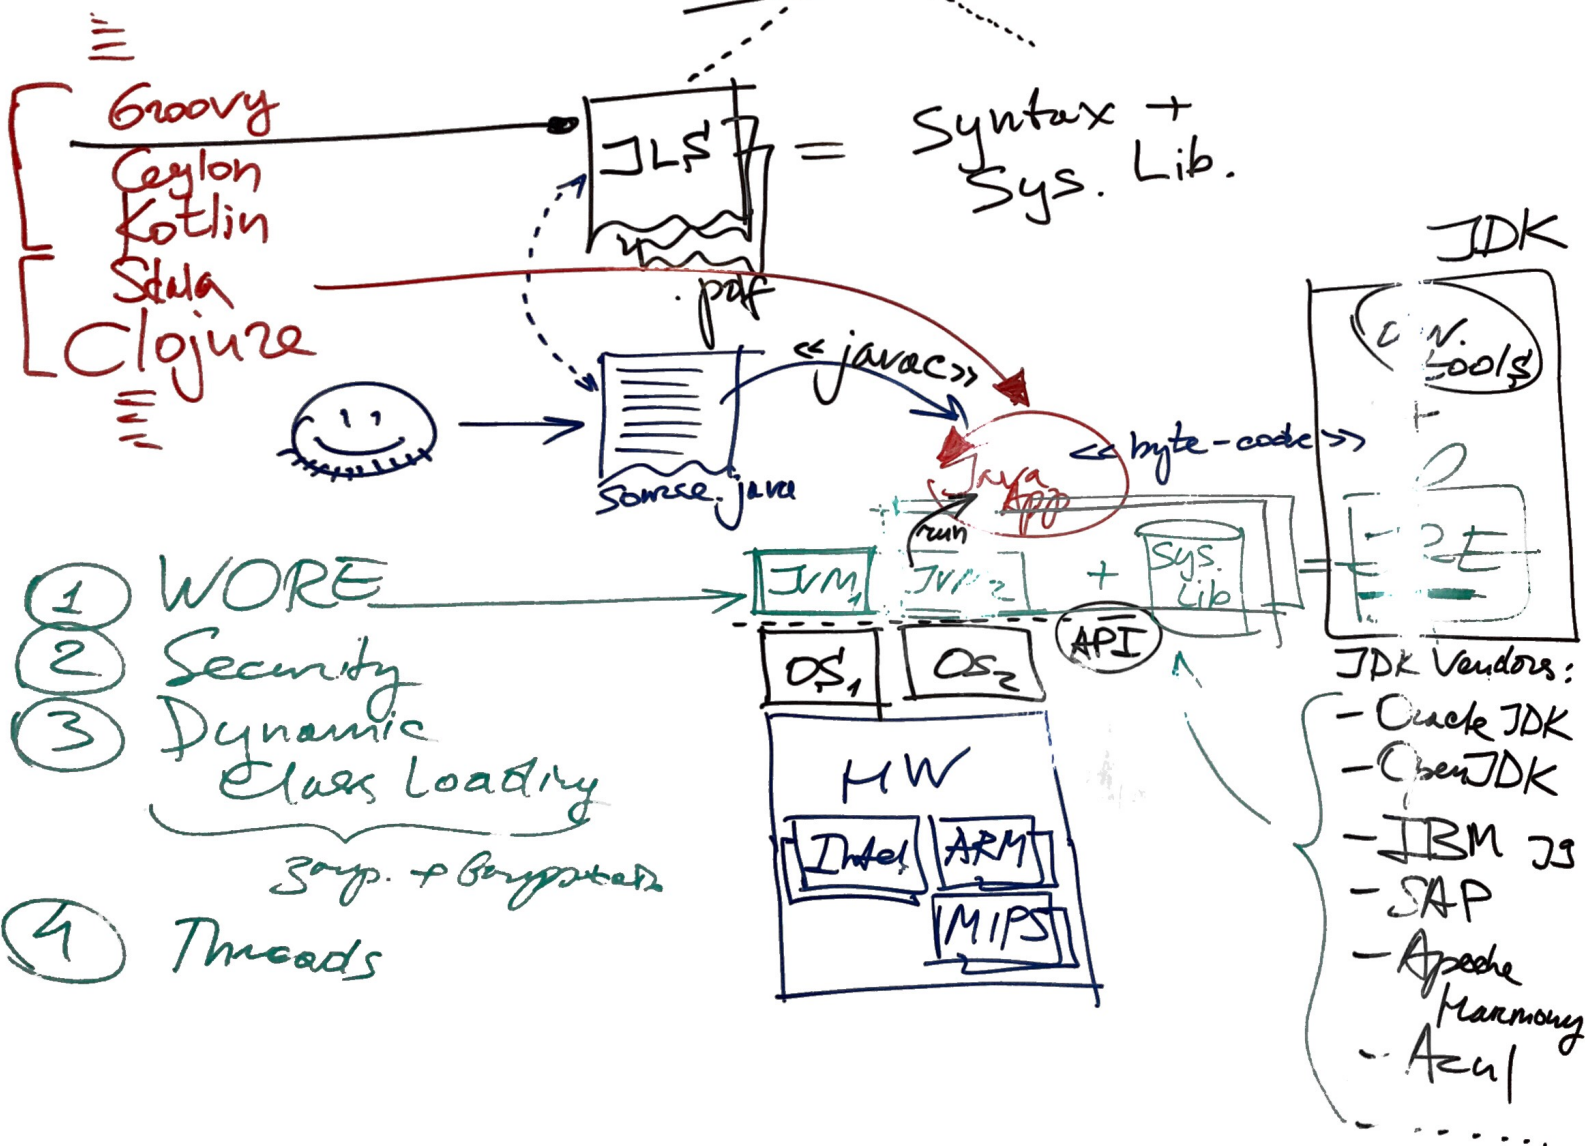 Groovy
Ceylon
Kotlin
Scala
Clojure
JLS
=
Syntax +
Sys. Lib.
.pdf
<< javac >>
source.java
Java
App
<< byte-code >>
run
JDK
tools
+
JRE
1 WORE
2 Security
3 Dynamic
Class Loading
4 Threads
JVM1
JVM2
+
Sys.
Lib
=
API
OS1
OS2
HW
Intel
ARM
MIPS
JDK Vendors:
- Oracle JDK
- OpenJDK
- IBM J9
- SAP
- Apache
Harmony
- Azul